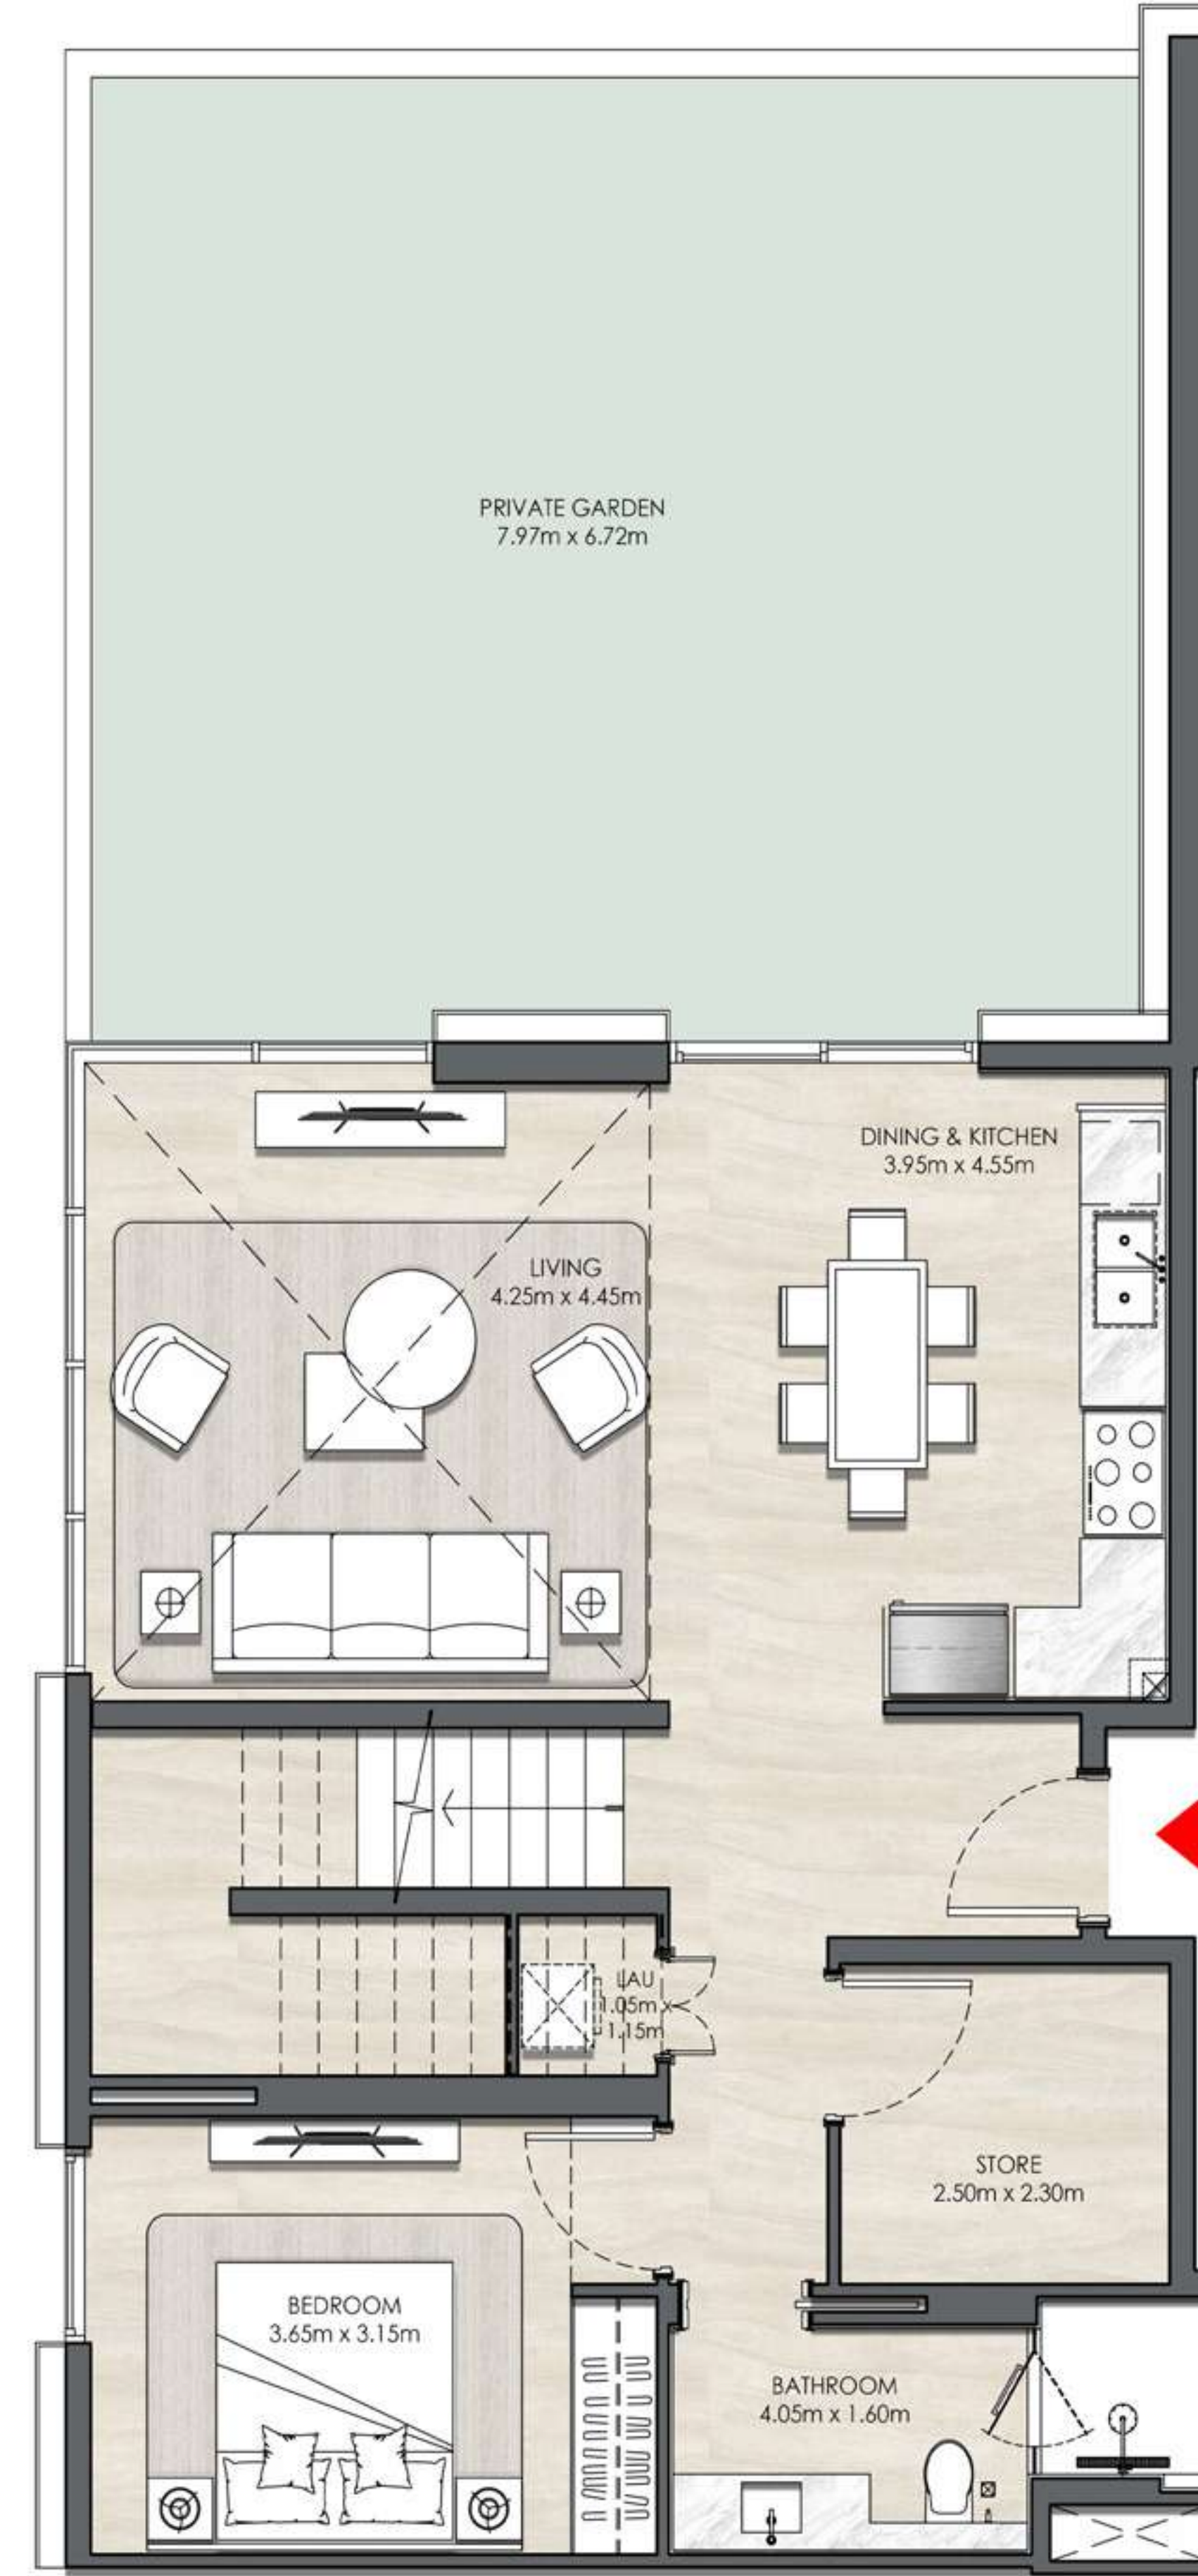 PRIVATE GARDEN
7.97m x 6.72m
DINING & KITCHEN
3.95m x 4.55m
LIVING
4.25m x 4.45m
LAU
1.05m x
1.15m
STORE
2.50m x 2.30m
BEDROOM
3.65m x 3.15m
BATHROOM
4.05m x 1.60m